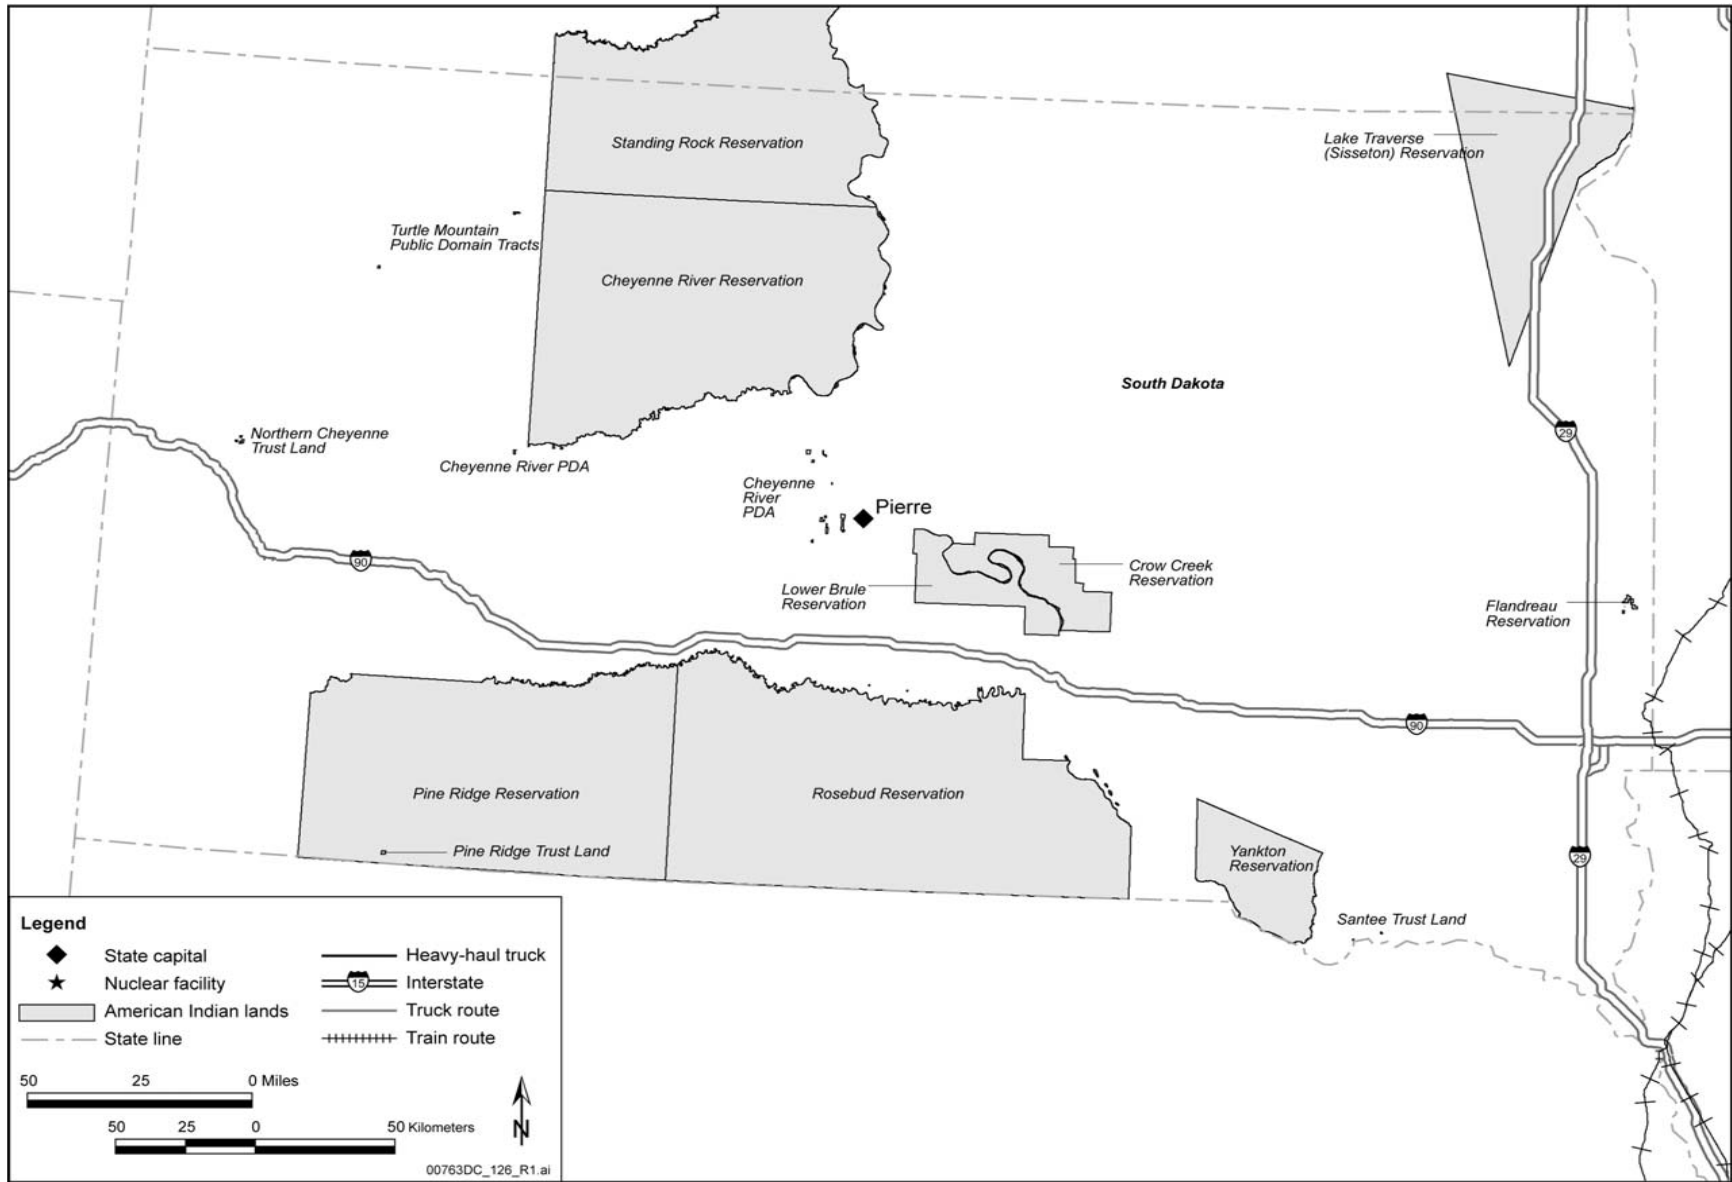 Standing Rock Reservation
Lake Traverse
(Sisseton) Reservation
Turtle Mountain
Public Domain Tracts
Cheyenne River Reservation
South Dakota
29
Northern Cheyenne
Trust Land
Cheyenne River PDA
Cheyenne
River
PDA
Pierre
90
Crow Creek
Reservation
Lower Brule
Reservation
Flandreau
Reservation
90
Pine Ridge Reservation
Rosebud Reservation
Pine Ridge Trust Land
Yankton
Reservation
29
Santee Trust Land
Legend
State capital
Nuclear facility
American Indian lands
State line
Heavy-haul truck
15
Interstate
Truck route
Train route
50 25 0 Miles
50 25 0 50 Kilometers
N
00763DC_126_R1.ai